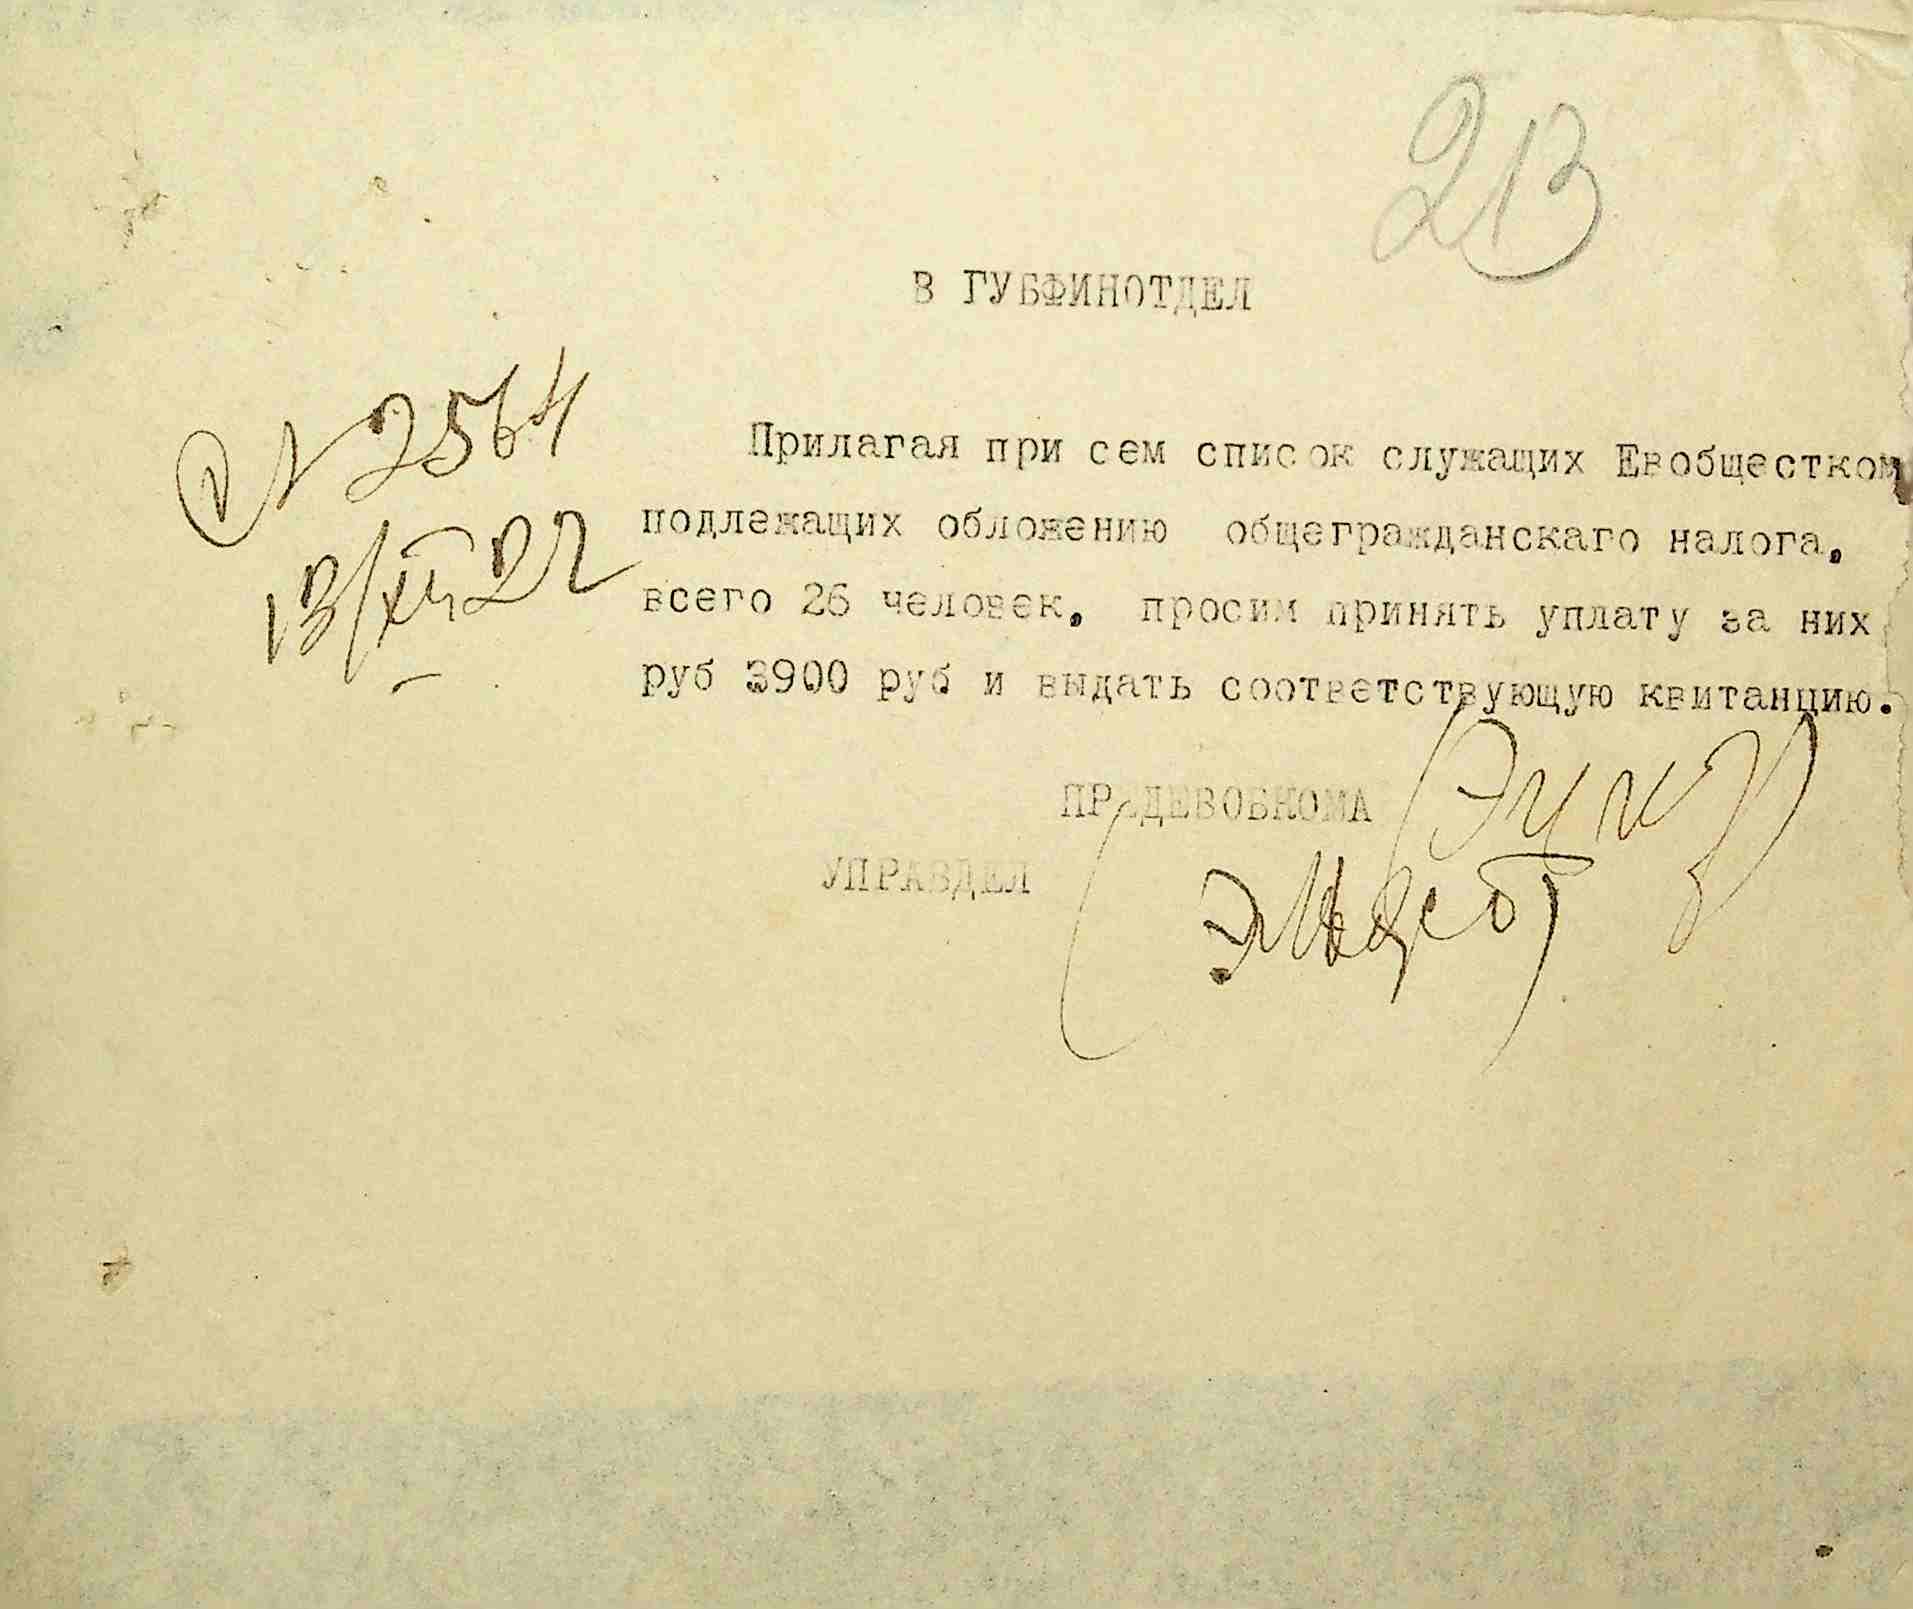 213
В ГУБФИНОТДЕЛ
№ 2564
13/XII 22
Прилагая при сем список служащих Евобщестком
подлежащих обложению общегражданскаго налога,
всего 26 человек, просим принять уплату за них
руб 3900 руб и выдать соответствующую квитанцию.
ПРЕДЕВОБКОМА
УПРАВДЕЛ